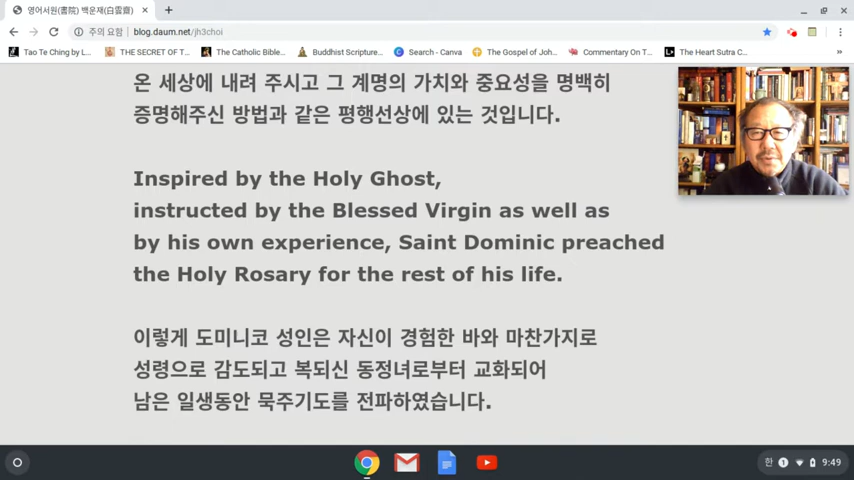 영어서원(書院) 백운재(白雲齋)
주의 요함
blog.daum.net/jh3choi
Tao Te Ching by L...
THE SECRET OF T...
The Catholic Bible...
Buddhist Scripture...
Search - Canva
The Gospel of Joh...
Commentary On T...
The Heart Sutra C...
온 세상에 내려 주시고 그 계명의 가치와 중요성을 명백히
증명해주신 방법과 같은 평행선상에 있는 것입니다.
Inspired by the Holy Ghost,
instructed by the Blessed Virgin as well as
by his own experience, Saint Dominic preached
the Holy Rosary for the rest of his life.
이렇게 도미니코 성인은 자신이 경험한 바와 마찬가지로
성령으로 감도되고 복되신 동정녀로부터 교화되어
남은 일생동안 묵주기도를 전파하였습니다.
한 1 9:49